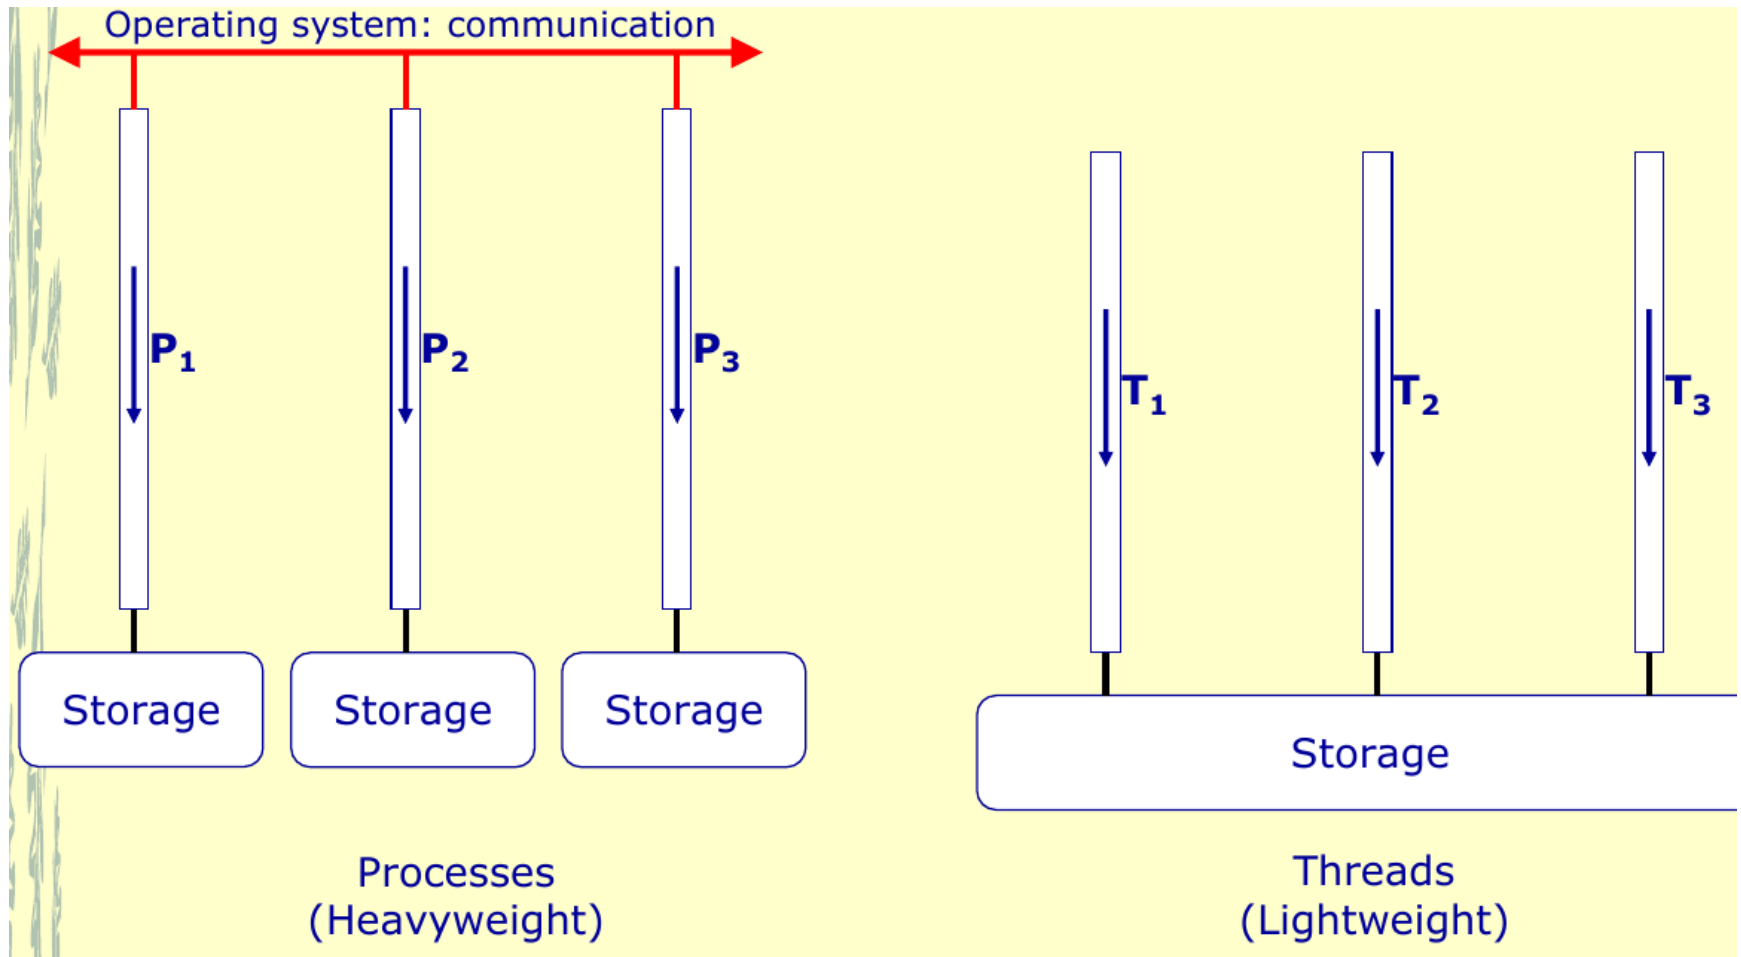 Operating system: communication
P1
P2
P3
T1
T2
T3
Storage
Storage
Storage
Storage
Processes
(Heavyweight)
Threads
(Lightweight)